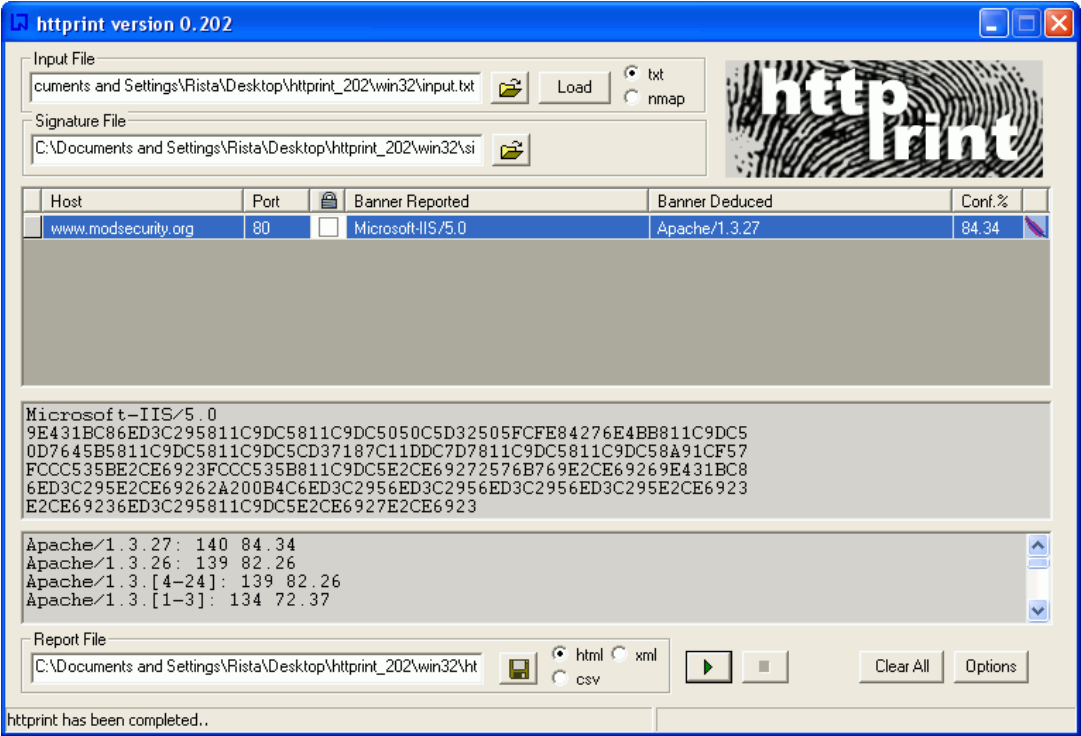 httprint version 0.202
Input File
cuments and Settings\Rista\Desktop\httprint_202\win32\input.txt
Load
txt
nmap
http
print
Signature File
C:\Documents and Settings\Rista\Desktop\httprint_202\win32\si
Host Port Banner Reported Banner Deduced Conf.%
www.modsecurity.org 80 Microsoft-IIS/5.0 Apache/1.3.27 84.34
Microsoft-IIS/5.0
9E431BC86ED3C295811C9DC5811C9DC5050C5D32505FCFE84276E4BB811C9DC5
0D7645B5811C9DC5811C9DC5CD37187C11DDC7D7811C9DC5811C9DC58A91CF57
FCCC535BE2CE6923FCCC535B811C9DC5E2CE69272576B769E2CE69269E431BC8
6ED3C295E2CE69262A200B4C6ED3C2956ED3C2956ED3C2956ED3C295E2CE6923
E2CE69236ED3C295811C9DC5E2CE6927E2CE6923
Apache/1.3.27: 140 84.34
Apache/1.3.26: 139 82.26
Apache/1.3.[4-24]: 139 82.26
Apache/1.3.[1-3]: 134 72.37
Report File
C:\Documents and Settings\Rista\Desktop\httprint_202\win32\ht
html xml
csv
Clear All Options
httprint has been completed..